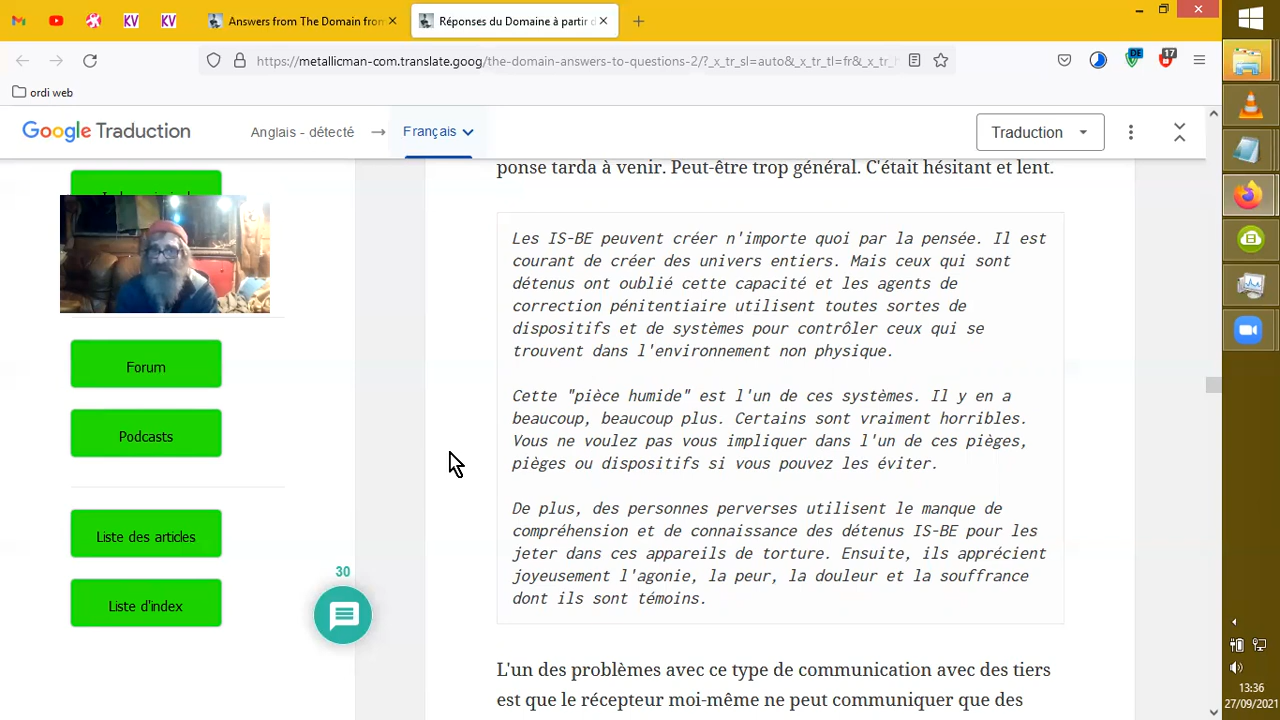 KV
KV
Answers from The Domain from
Réponses du Domaine à partir d
https://metallicman-com.translate.goog/the-domain-answers-to-questions-2/?_x_tr_sl=auto&_x_tr_tl=fr&_x_tr_
DE
17
ordi web
Google Traduction
Anglais - détecté
Français
Traduction
ponse tarda à venir. Peut-être trop général. C'était hésitant et lent.
Les IS-BE peuvent créer n'importe quoi par la pensée. Il est
courant de créer des univers entiers. Mais ceux qui sont
détenus ont oublié cette capacité et les agents de
correction pénitentiaire utilisent toutes sortes de
dispositifs et de systèmes pour contrôler ceux qui se
trouvent dans l'environnement non physique.
Cette "pièce humide" est l'un de ces systèmes. Il y en a
beaucoup, beaucoup plus. Certains sont vraiment horribles.
Vous ne voulez pas vous impliquer dans l'un de ces pièges,
pièges ou dispositifs si vous pouvez les éviter.
De plus, des personnes perverses utilisent le manque de
compréhension et de connaissance des détenus IS-BE pour les
jeter dans ces appareils de torture. Ensuite, ils apprécient
joyeusement l'agonie, la peur, la douleur et la souffrance
dont ils sont témoins.
L'un des problèmes avec ce type de communication avec des tiers
est que le récepteur moi-même ne peut communiquer que des
Forum
Podcasts
Liste des articles
Liste d'index
30
13:36
27/09/2021